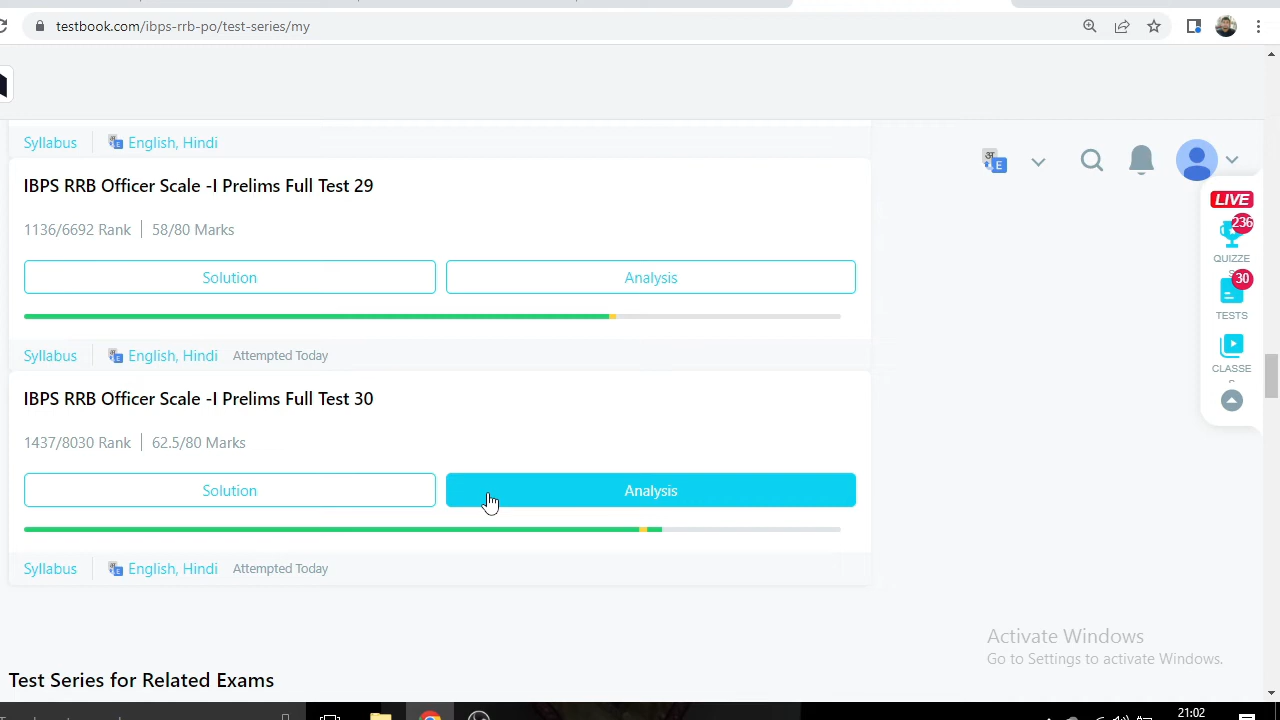 testbook.com/ibps-rrb-po/test-series/my
Syllabus English, Hindi
IBPS RRB Officer Scale -I Prelims Full Test 29
1136/6692 Rank 58/80 Marks
Solution Analysis
Syllabus English, Hindi Attempted Today
IBPS RRB Officer Scale -I Prelims Full Test 30
1437/8030 Rank 62.5/80 Marks
Solution Analysis
Syllabus English, Hindi Attempted Today
Test Series for Related Exams
अ E
LIVE
236
QUIZZE
S
30
TESTS
CLASSE
Activate Windows
Go to Settings to activate Windows.
21:02